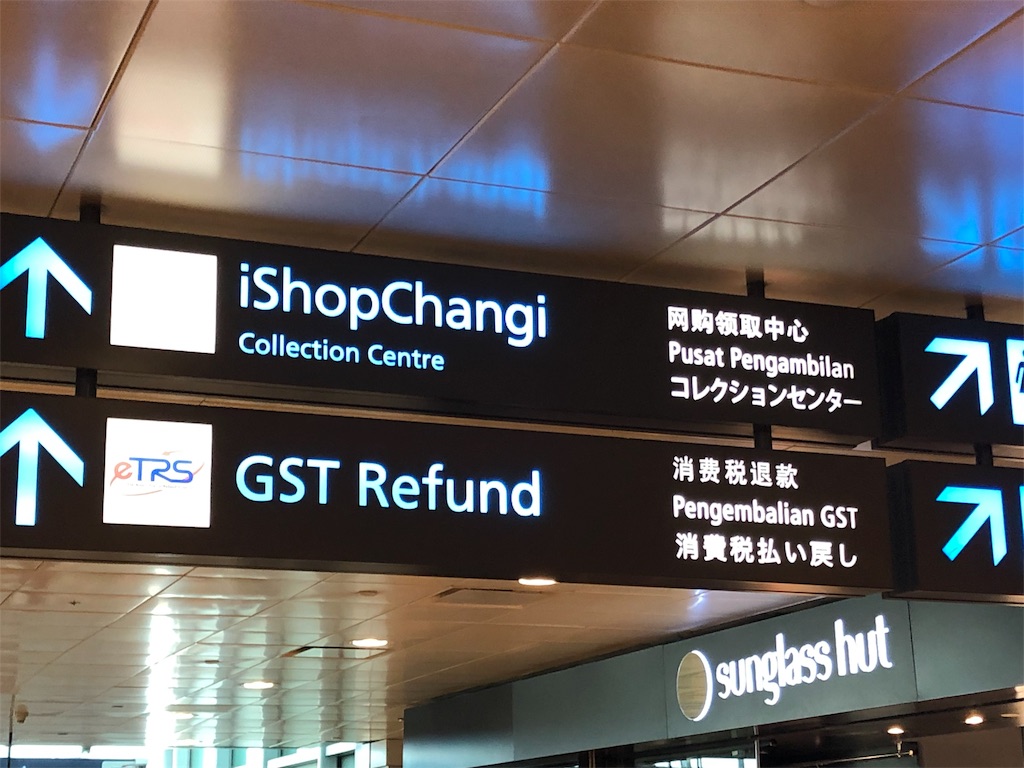 iShopChangi
Collection Centre
网购领取中心
Pusat Pengambilan
コレクションセンター
eTRS
GST Refund
消费税退款
Pengembalian GST
消費税払い戻し
sunglass hut